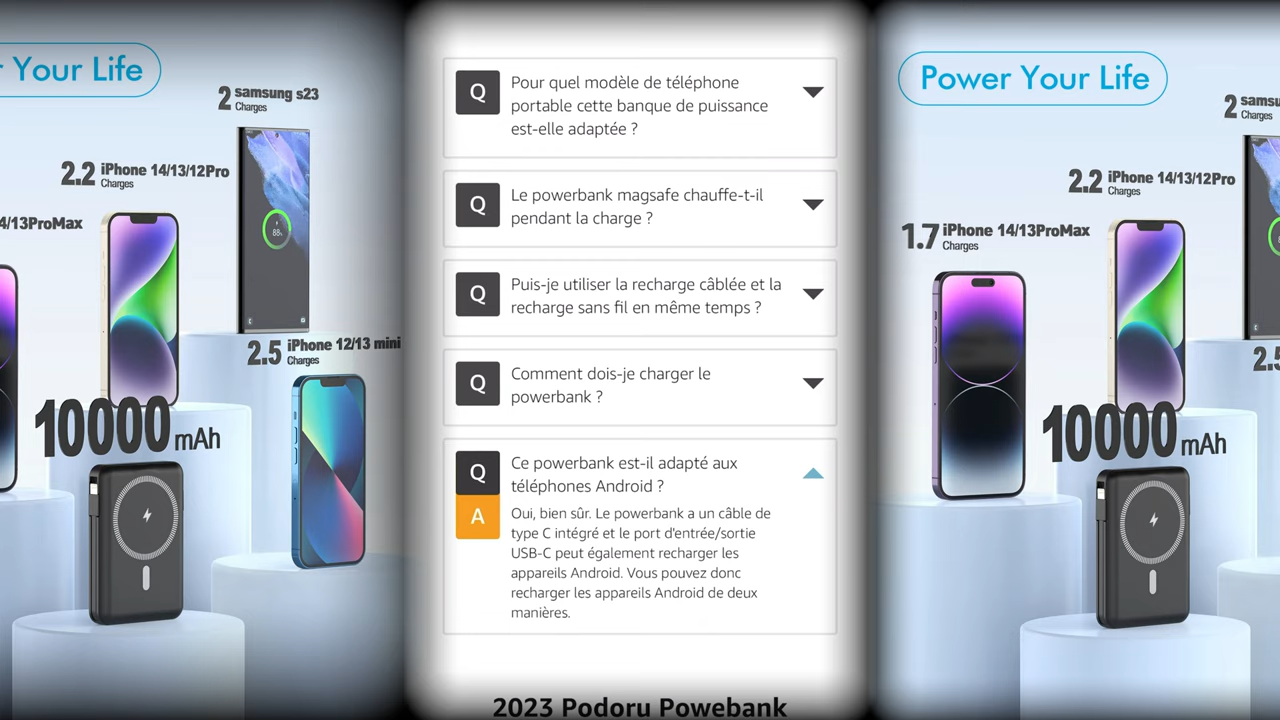 r Your Life
2 samsung s23
Charges
2.2 iPhone 14/13/12Pro
Charges
4/13ProMax
88%
2.5 iPhone 12/13 mini
Charges
10000 mAh
Q Pour quel modèle de téléphone
portable cette banque de puissance
est-elle adaptée ?
Q Le powerbank magsafe chauffe-t-il
pendant la charge ?
Q Puis-je utiliser la recharge câblée et la
recharge sans fil en même temps ?
Q Comment dois-je charger le
powerbank ?
Q Ce powerbank est-il adapté aux
téléphones Android ?
A Oui, bien sûr. Le powerbank a un câble de
type C intégré et le port d'entrée/sortie
USB-C peut également recharger les
appareils Android. Vous pouvez donc
recharger les appareils Android de deux
manières.
2023 Podoru Powebank
Power Your Life
2 samsu
Charges
2.2 iPhone 14/13/12Pro
Charges
1.7 iPhone 14/13ProMax
Charges
2.5
10000 mAh